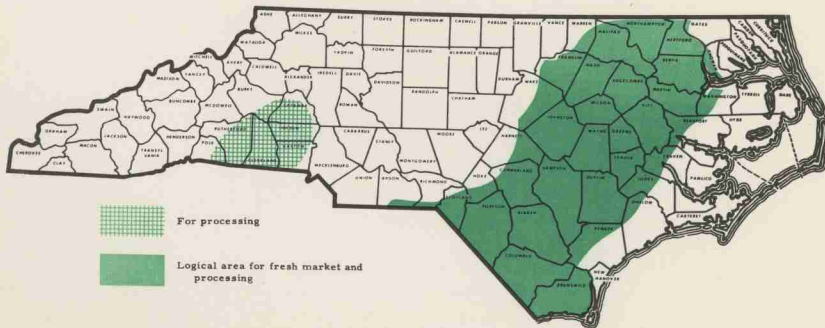 ASHE ALLEGHANY SURRY STOKES ROCKINGHAM CASWELL PERSON GRANVILLE VANCE WARREN NORTHAMPTON GATES
HALIFAX HERTFORD
WATAUGA WILKES YADKIN FORSYTH GUILFORD ALAMANCE ORANGE FRANKLIN BERTIE
MITCHELL AVERY CALDWELL ALEXANDER IREDELL DAVIE DURHAM WAKE NASH EDGECOMBE
MADISON YANCEY BURKE DAVIDSON RANDOLPH CHATHAM WILSON MARTIN WASHINGTON TYRRELL DARE
SWAIN HAYWOOD BUNCOMBE MCDOWELL ROWAN JOHNSTON PITT BEAUFORT HYDE
GRAHAM JACKSON HENDERSON RUTHERFORD CABARRUS STANLY MOORE LEE HARNETT WAYNE GREENE
CHEROKEE CLAY MACON TRANSYL VANIA POLK GASTON MECKLENBURG MONTGOMERY LENOIR CRAVEN PAMLICO
UNION ANSON RICHMOND HOKE CUMBERLAND SAMPSON DUPLIN JONES ONSLOW CARTERET
SCOTLAND ROBESON BLADEN PENDER
COLUMBUS NEW HANOVER
BRUNSWICK
For processing
Logical area for fresh market and
processing